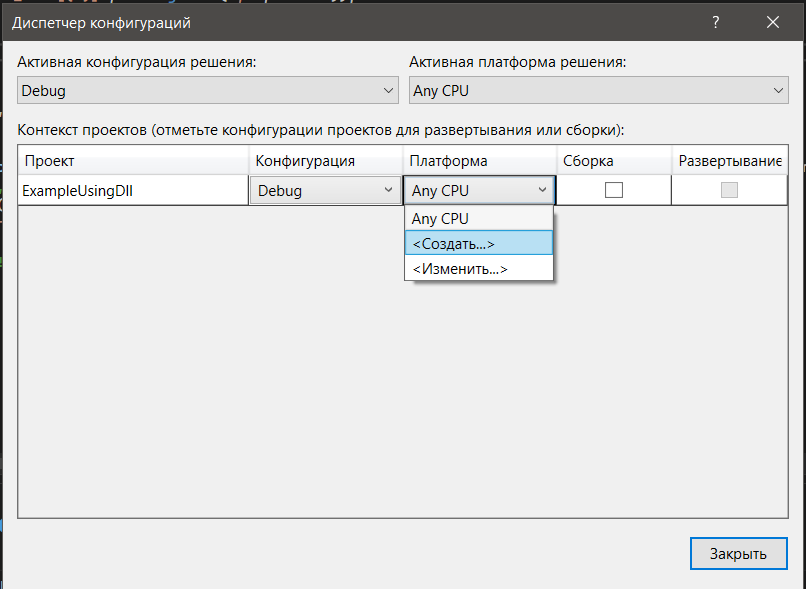 Диспетчер конфигураций ?
Активная конфигурация решения: Активная платформа решения:
Debug Any CPU
Контекст проектов (отметьте конфигурации проектов для развертывания или сборки):
Проект Конфигурация Платформа Сборка Развертывание
ExampleUsingDll Debug Any CPU
Any CPU
<Создать...>
<Изменить...>
Закрыть